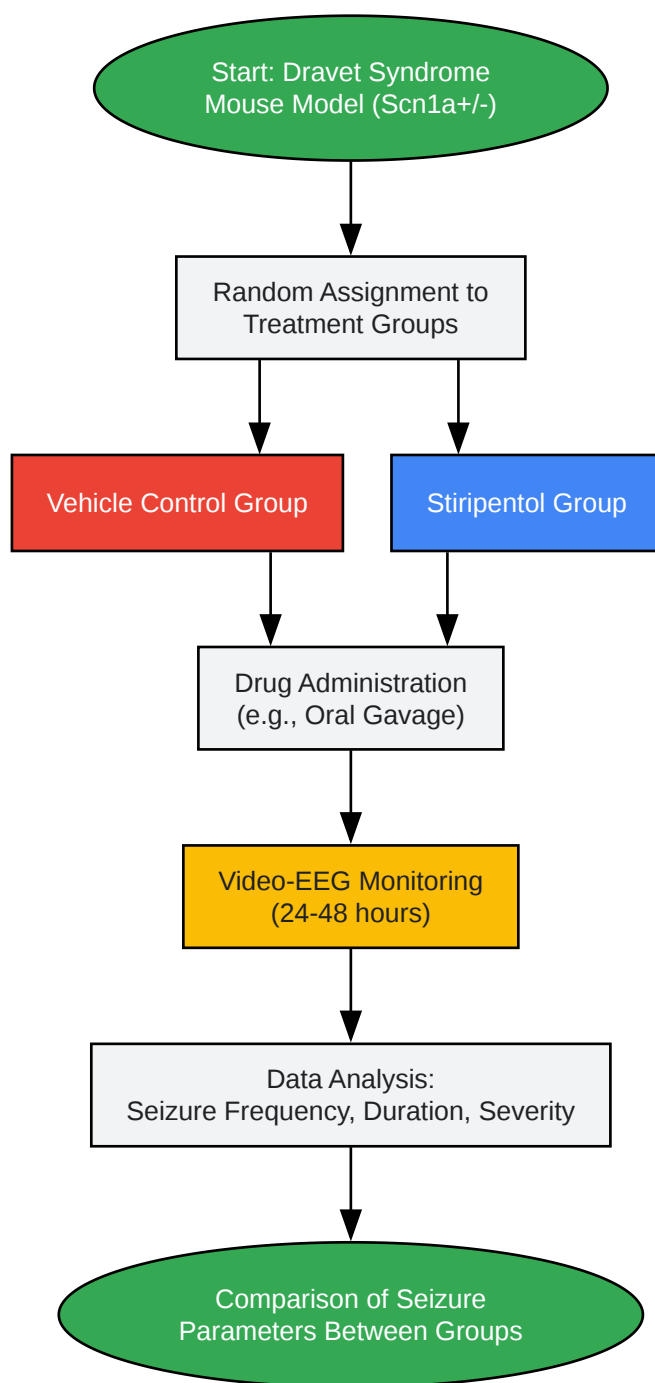 Start: Dravet Syndrome
Mouse Model (Scn1a+/-)
Random Assignment to
Treatment Groups
Vehicle Control Group
Stiripentol Group
Drug Administration
(e.g., Oral Gavage)
Video-EEG Monitoring
(24-48 hours)
Data Analysis:
Seizure Frequency, Duration, Severity
Comparison of Seizure
Parameters Between Groups